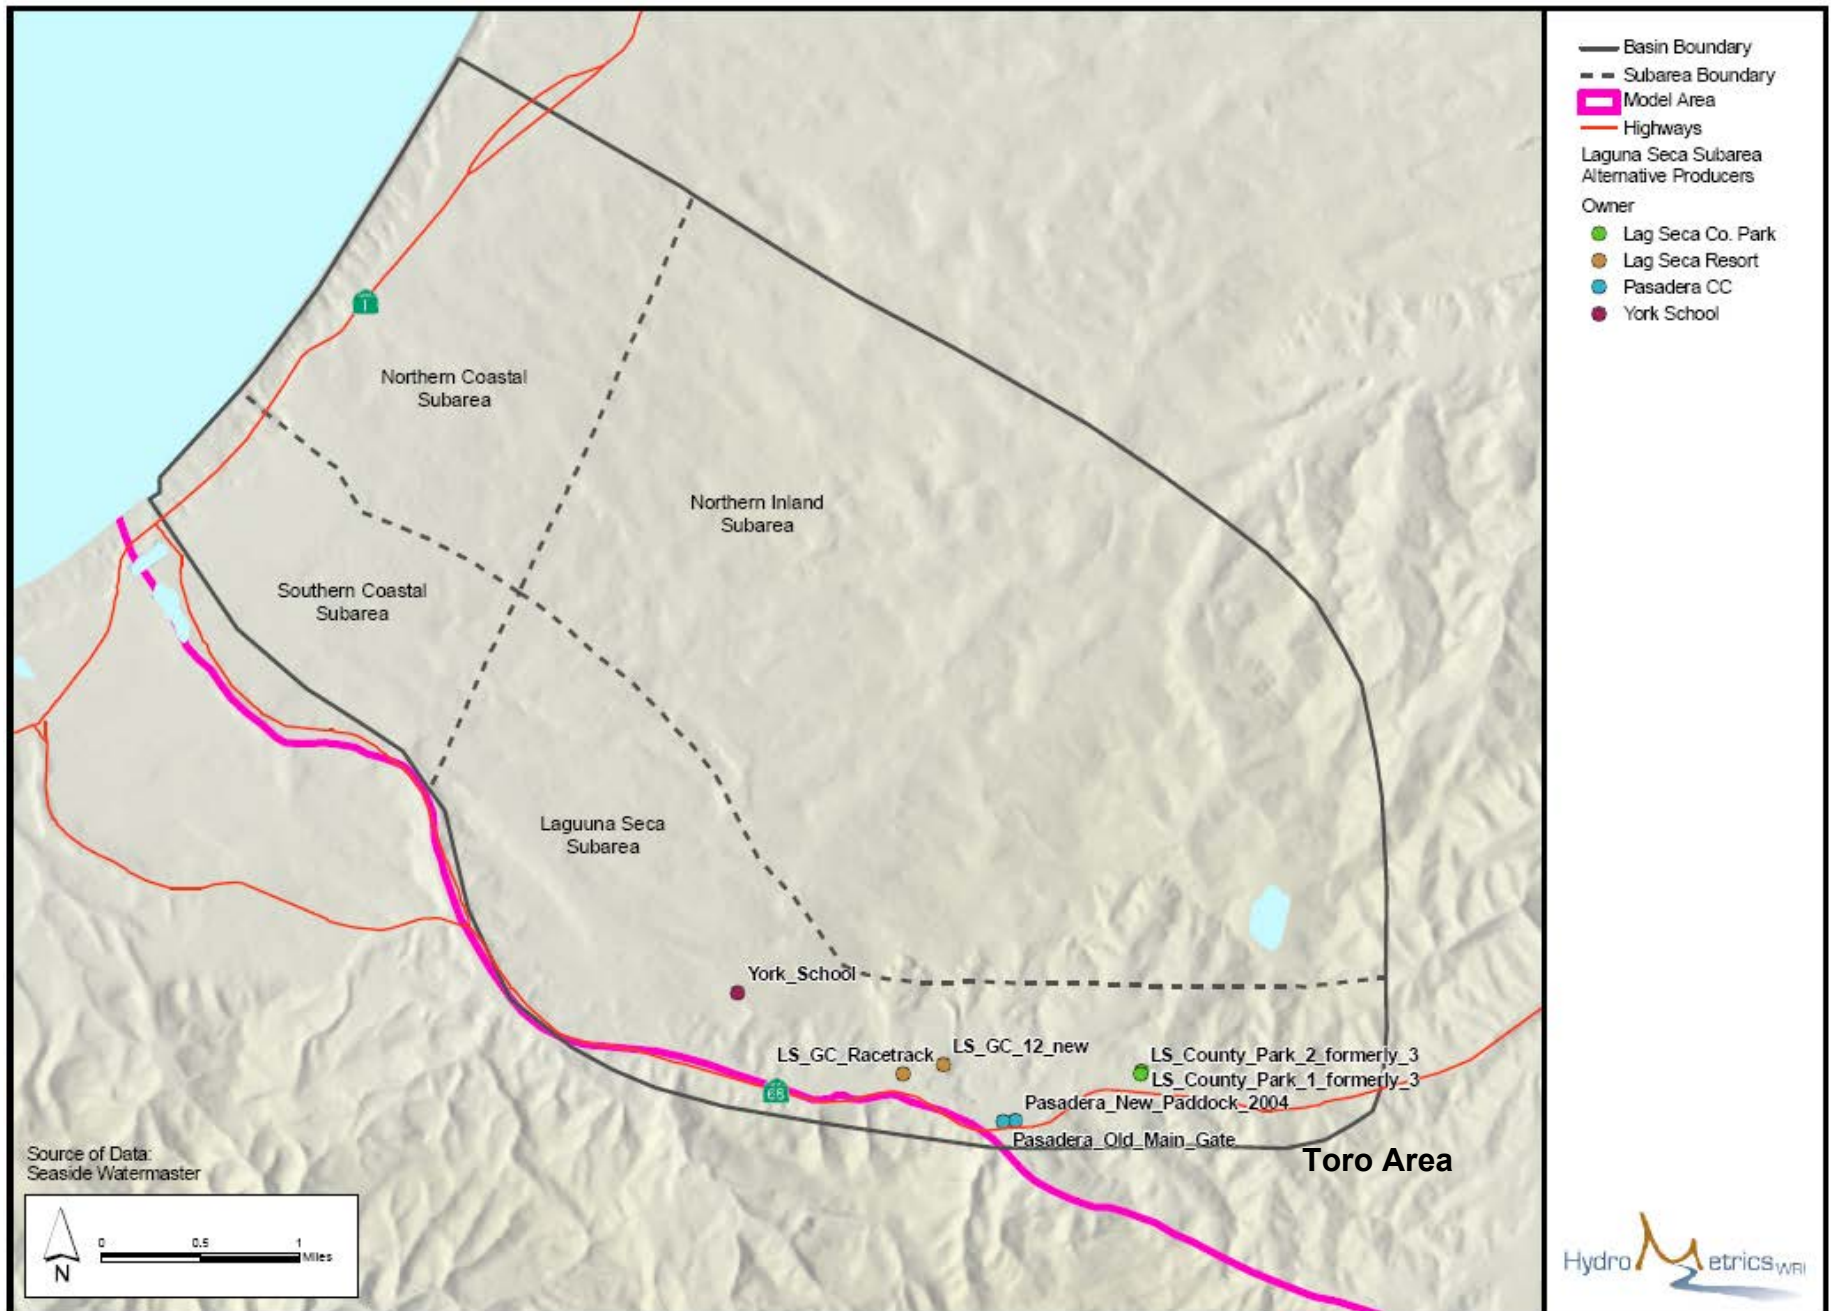 Basin Boundary
Subarea Boundary
Model Area
Highways
Laguna Seca Subarea
Alternative Producers
Owner
Lag Seca Co. Park
Lag Seca Resort
Pasadera CC
York School
1
Northern Coastal
Subarea
Northern Inland
Subarea
Southern Coastal
Subarea
Laguuna Seca
Subarea
York_School
LS_GC_Racetrack
LS_GC_12_new
LS_County_Park_2_formerly_3
LS_County_Park_1_formerly_3
68
Pasadera_New_Paddock_2004
Pasadera_Old_Main_Gate
Toro Area
Source of Data:
Seaside Watermaster
N
0 0.5 1
Miles
HydroMetrics WRI